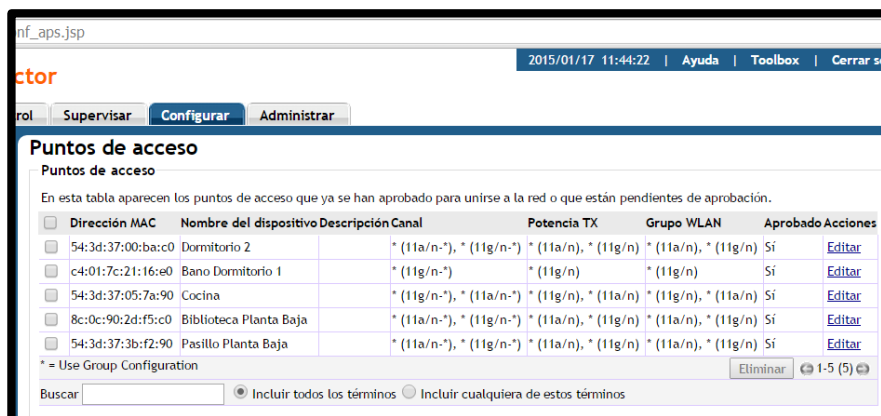 nf_aps.jsp
2015/01/17 11:44:22 | Ayuda | Toolbox | Cerrar se
ctor
rol Supervisar Configurar Administrar
Puntos de acceso
Puntos de acceso
En esta tabla aparecen los puntos de acceso que ya se han aprobado para unirse a la red o que están pendientes de aprobación.
Dirección MAC Nombre del dispositivo Descripción Canal Potencia TX Grupo WLAN Aprobado Acciones
54:3d:37:00:ba:c0 Dormitorio 2 * (11a/n-*), * (11g/n-*) * (11a/n), * (11g/n) * (11a/n), * (11g/n) Sí Editar
c4:01:7c:21:16:e0 Bano Dormitorio 1 * (11g/n-*) * (11g/n) * (11g/n) Sí Editar
54:3d:37:05:7a:90 Cocina * (11g/n-*), * (11a/n-*) * (11g/n), * (11a/n) * (11g/n), * (11a/n) Sí Editar
8c:0c:90:2d:f5:c0 Biblioteca Planta Baja * (11a/n-*), * (11g/n-*) * (11a/n), * (11g/n) * (11a/n), * (11g/n) Sí Editar
54:3d:37:3b:f2:90 Pasillo Planta Baja * (11a/n-*), * (11g/n-*) * (11a/n), * (11g/n) * (11a/n), * (11g/n) Sí Editar
* = Use Group Configuration Eliminar 1-5 (5)
Buscar Incluir todos los términos Incluir cualquiera de estos términos